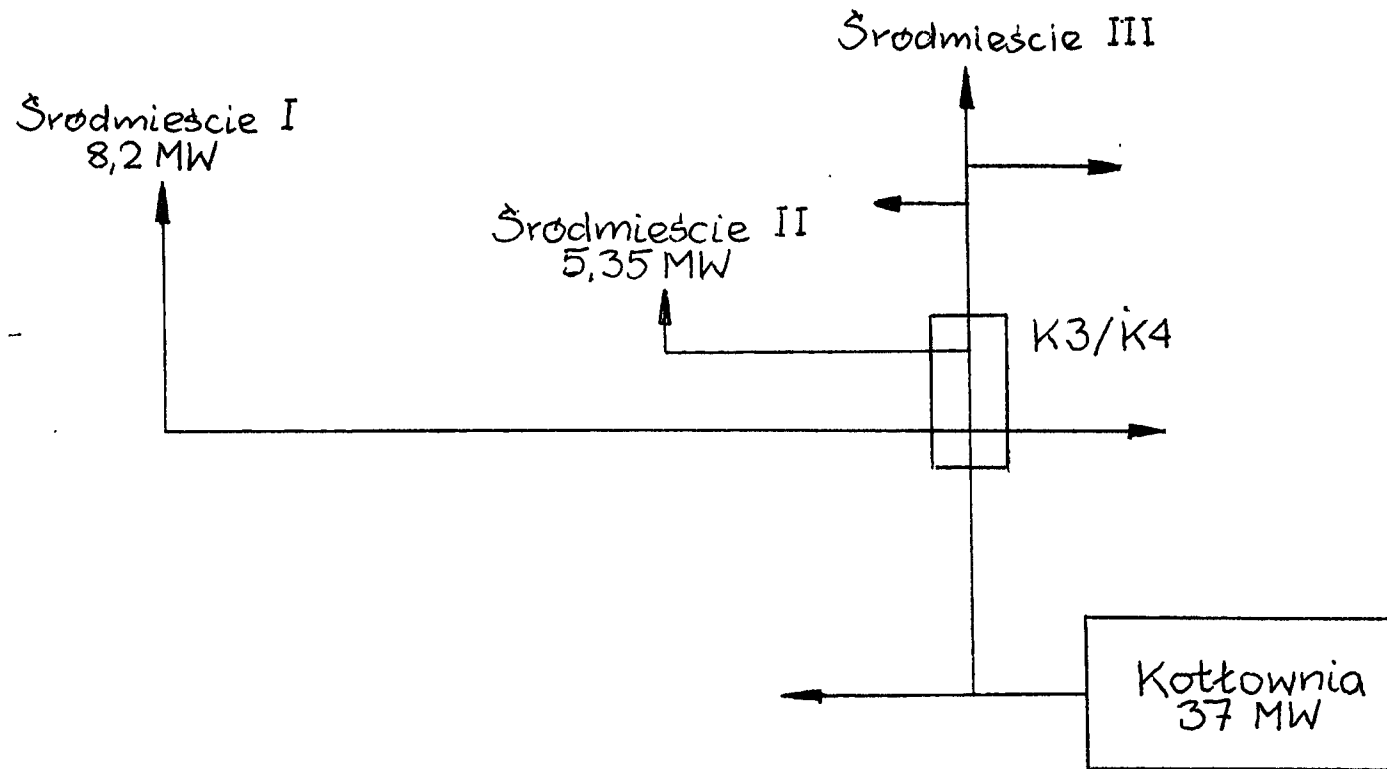 Śródmieście III
Śródmieście I
8,2 MW
Śródmieście II
5,35 MW
K3/K4
Kotłownia
37 MW